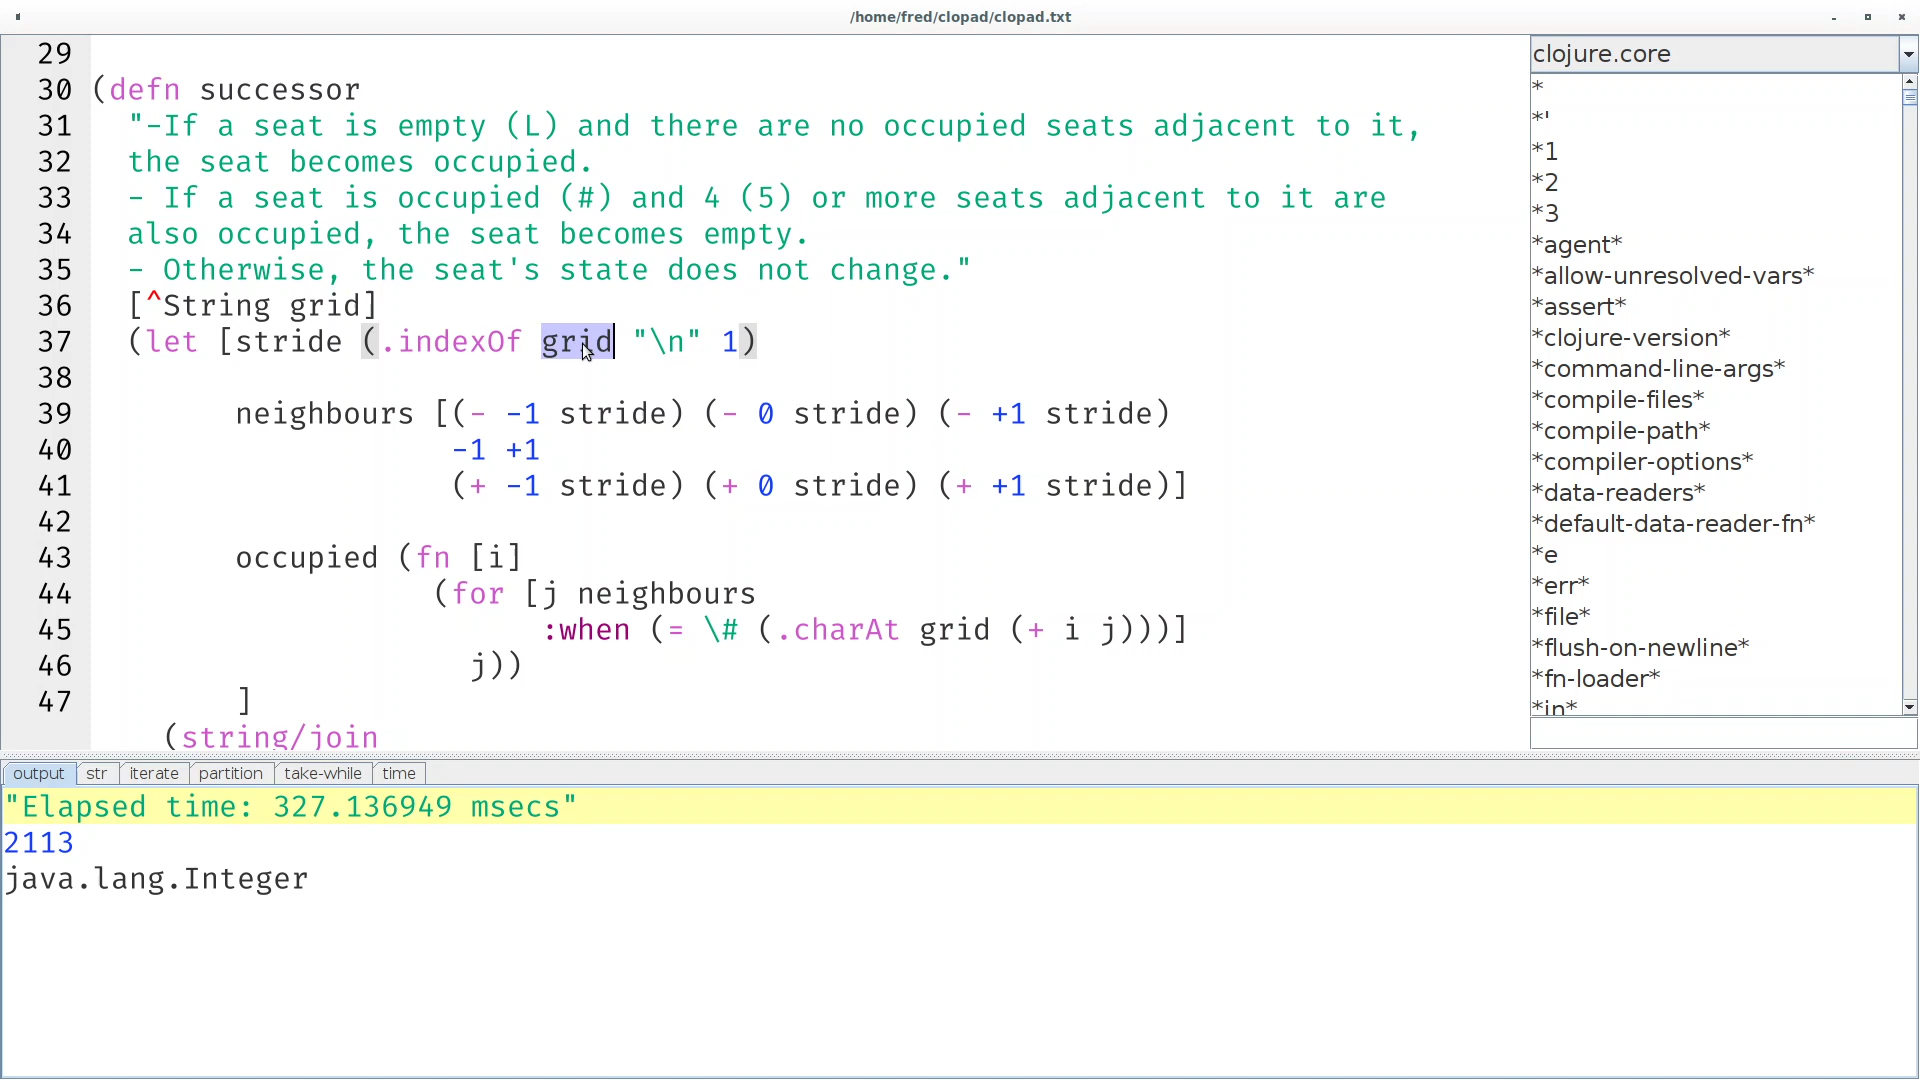 /home/fred/clopad/clopad.txt
29
30 (defn successor
31 "-If a seat is empty (L) and there are no occupied seats adjacent to it,
32 the seat becomes occupied.
33 - If a seat is occupied (#) and 4 (5) or more seats adjacent to it are
34 also occupied, the seat becomes empty.
35 - Otherwise, the seat's state does not change."
36 [^String grid]
37 (let [stride (.indexOf grid "\n" 1)
38
39 neighbours [(- -1 stride) (- 0 stride) (- +1 stride)
40 -1 +1
41 (+ -1 stride) (+ 0 stride) (+ +1 stride)]
42
43 occupied (fn [i]
44 (for [j neighbours
45 :when (= \# (.charAt grid (+ i j)))]
46 j))
47 ]
(string/join
clojure.core
*
*'
*1
*2
*3
*agent*
*allow-unresolved-vars*
*assert*
*clojure-version*
*command-line-args*
*compile-files*
*compile-path*
*compiler-options*
*data-readers*
*default-data-reader-fn*
*e
*err*
*file*
*flush-on-newline*
*fn-loader*
*in*
output str iterate partition take-while time
"Elapsed time: 327.136949 msecs"
2113
java.lang.Integer